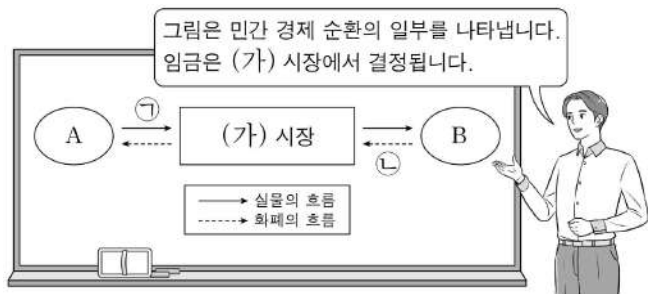 그림은 민간 경제 순환의 일부를 나타냅니다.
임금은 (가) 시장에서 결정됩니다.
㉠
A (가) 시장 B
㉡
실물의 흐름
화폐의 흐름